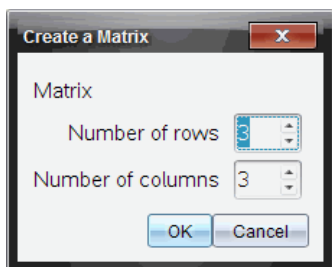 Create a Matrix
Matrix
Number of rows 3
Number of columns 3
OK Cancel